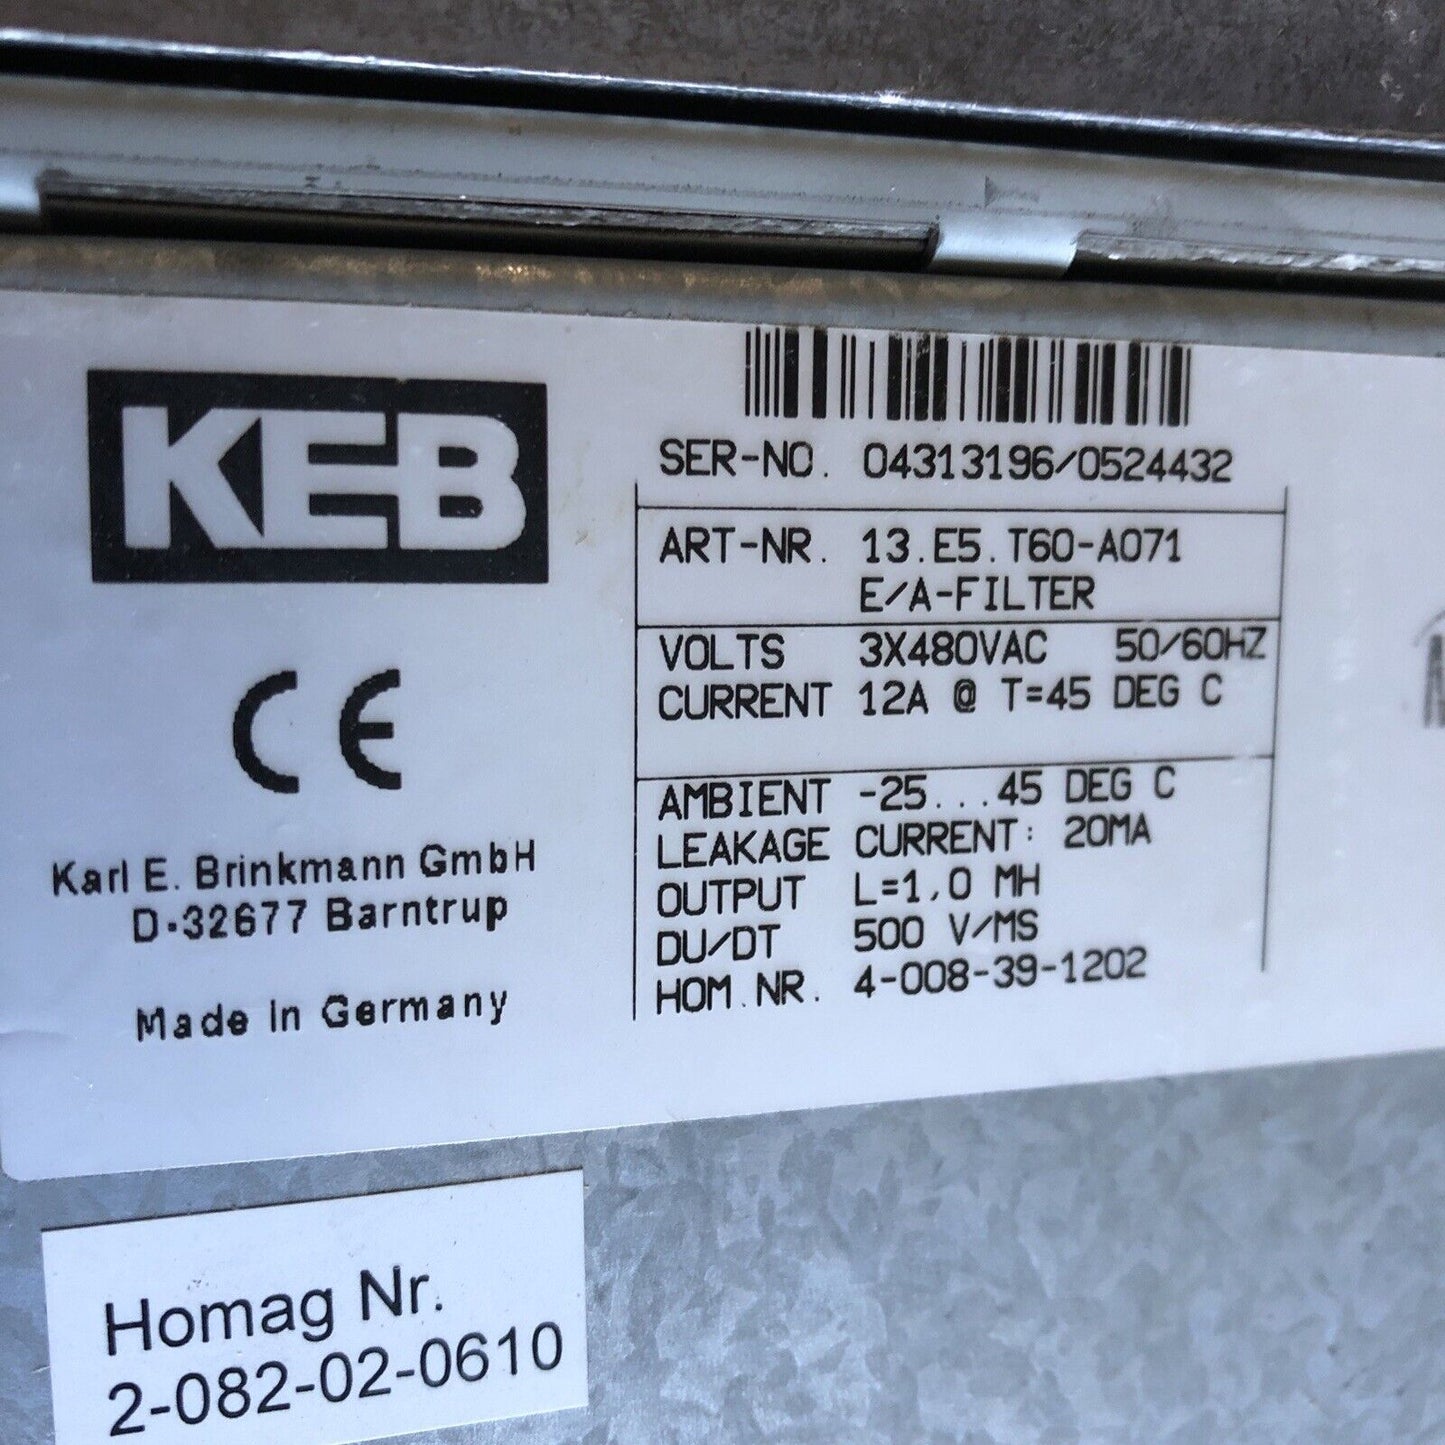 KEB
CE
Karl E. Brinkmann GmbH
D-32677 Barntrup
Made in Germany
SER-NO. 04313196/0524432
ART-NR. 13.E5.T60-A071
E/A-FILTER
VOLTS 3X480VAC 50/60HZ
CURRENT 12A @ T=45 DEG C
AMBIENT -25...45 DEG C
LEAKAGE CURRENT: 20MA
OUTPUT L=1,0 MH
DU/DT 500 V/MS
HOM.NR. 4-008-39-1202
Homag Nr.
2-082-02-0610